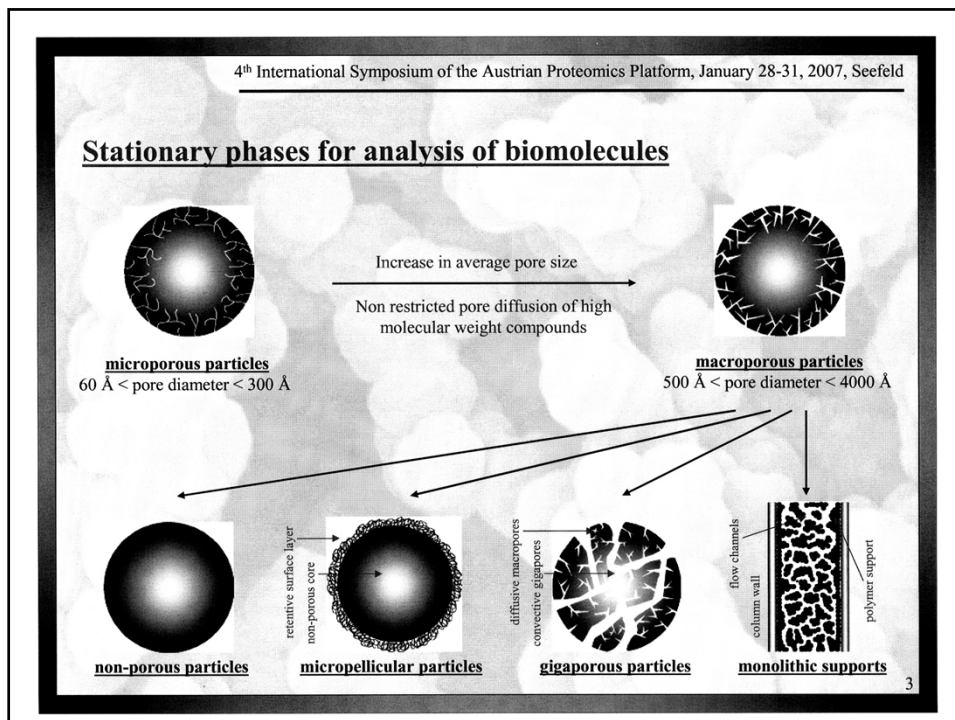 4th International Symposium of the Austrian Proteomics Platform, January 28-31, 2007, Seefeld
Stationary phases for analysis of biomolecules
Increase in average pore size
Non restricted pore diffusion of high
molecular weight compounds
microporous particles
60 Å < pore diameter < 300 Å
macroporous particles
500 Å < pore diameter < 4000 Å
retentive surface layer
non-porous core
diffusive macropores
convective gigapores
flow channels
column wall
polymer support
non-porous particles
micropellicular particles
gigaporous particles
monolithic supports
3